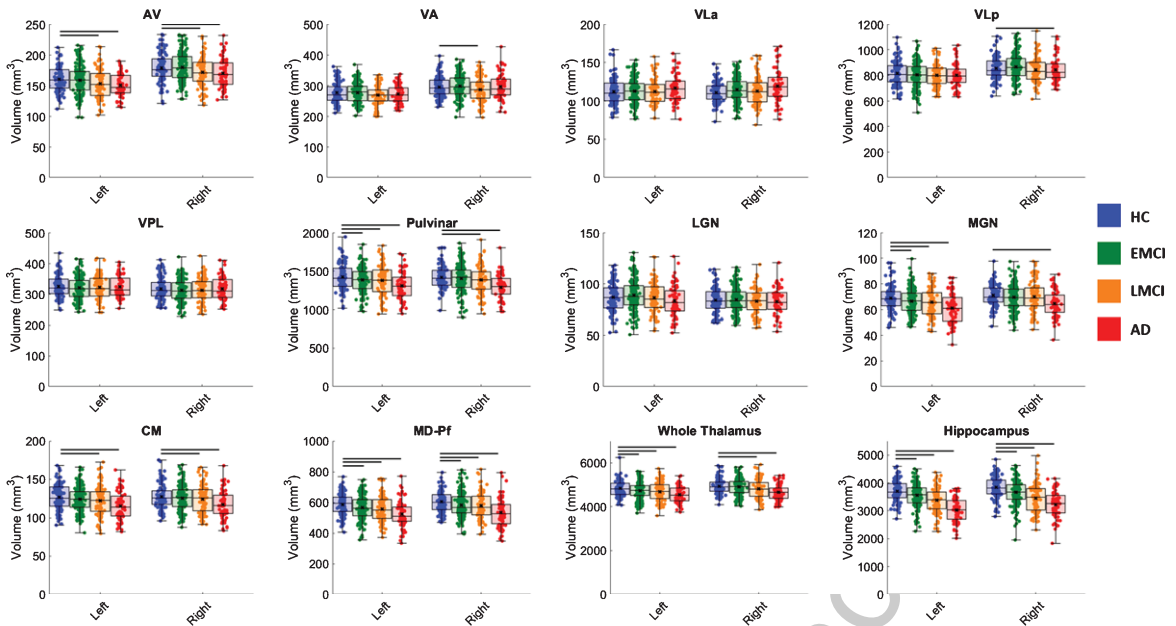 AV
Volume (mm³)
250
200
150
100
50
0
Left
Right
VA
Volume (mm³)
500
400
300
200
100
0
Left
Right
VLa
Volume (mm³)
200
150
100
50
0
Left
Right
VLp
Volume (mm³)
1200
1000
800
600
400
200
0
Left
Right
VPL
Volume (mm³)
500
400
300
200
100
0
Left
Right
Pulvinar
Volume (mm³)
2000
1500
1000
500
0
Left
Right
LGN
Volume (mm³)
150
100
50
0
Left
Right
MGN
Volume (mm³)
120
100
80
60
40
20
0
Left
Right
HC
EMCI
LMCI
AD
CM
Volume (mm³)
200
150
100
50
0
Left
Right
MD-Pf
Volume (mm³)
1000
800
600
400
200
0
Left
Right
Whole Thalamus
Volume (mm³)
6000
4000
2000
0
Left
Right
Hippocampus
Volume (mm³)
5000
4000
3000
2000
1000
0
Left
Right